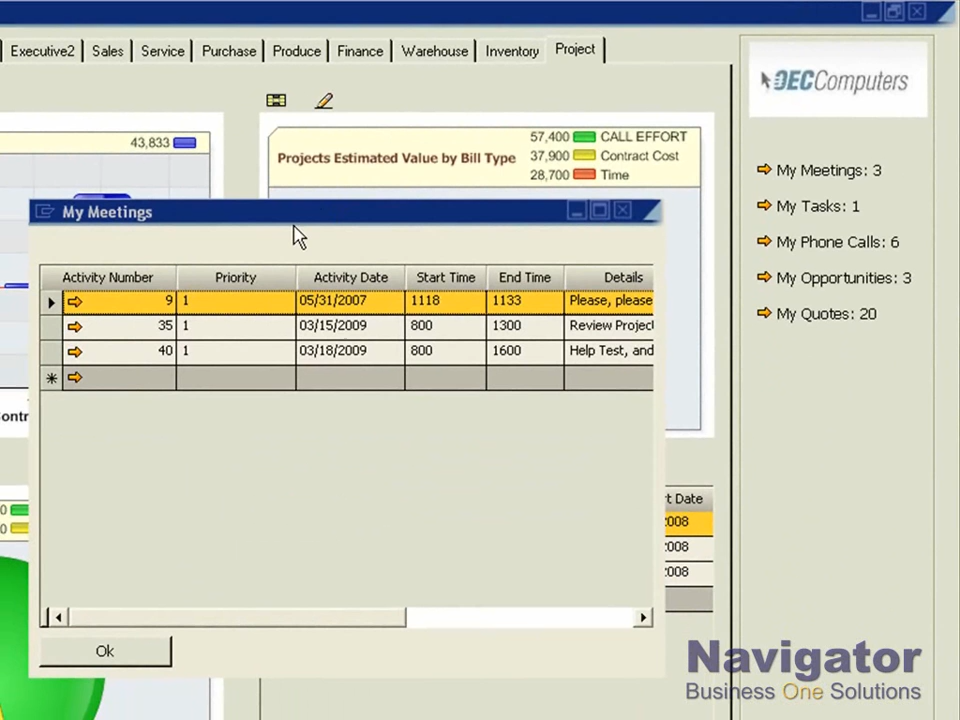 Executive2 Sales Service Purchase Produce Finance Warehouse Inventory Project
OECComputers
43,833
Projects Estimated Value by Bill Type
57,400 CALL EFFORT
37,900 Contract Cost
28,700 Time
My Meetings: 3
My Tasks: 1
My Phone Calls: 6
My Opportunities: 3
My Quotes: 20
My Meetings
Activity Number Priority Activity Date Start Time End Time Details
9 1 05/31/2007 1118 1133 Please, please
35 1 03/15/2009 800 1300 Review Project
40 1 03/18/2009 800 1600 Help Test, and
*
Contr
0
0
t Date
2008
2008
2008
Ok
Navigator
Business One Solutions